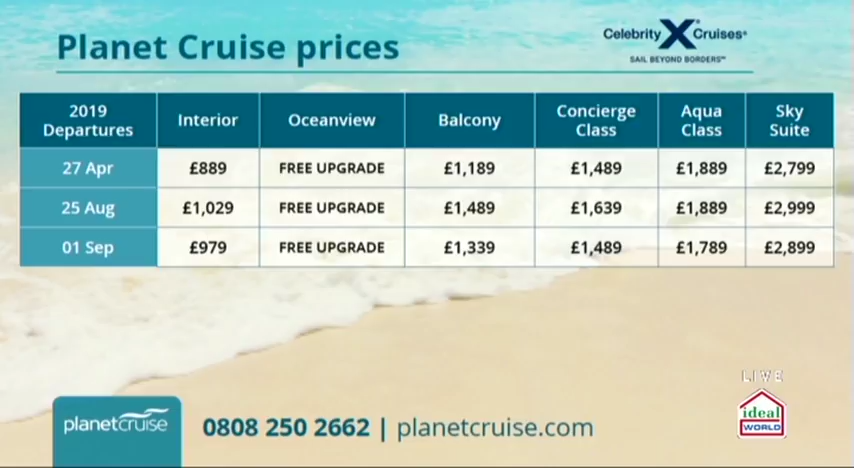 Planet Cruise prices
Celebrity X Cruises®
SAIL BEYOND BORDERS™
2019 Departures Interior Oceanview Balcony Concierge Class Aqua Class Sky Suite
27 Apr £889 FREE UPGRADE £1,189 £1,489 £1,889 £2,799
25 Aug £1,029 FREE UPGRADE £1,489 £1,639 £1,889 £2,999
01 Sep £979 FREE UPGRADE £1,339 £1,489 £1,789 £2,899
LIVE
ideal
WORLD
planetcruise
0808 250 2662 | planetcruise.com